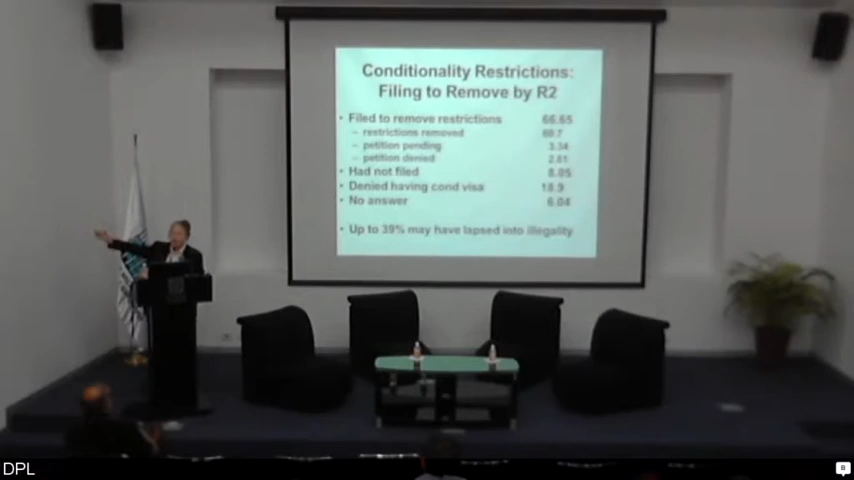 Conditionality Restrictions:
Filing to Remove by R2
• Filed to remove restrictions 66.65
– restrictions removed 60.7
– petition pending 3.34
– petition denied 2.61
• Had not filed 8.05
• Denied having cond visa 18.9
• No answer 6.04
• Up to 39% may have lapsed into illegality
DPL